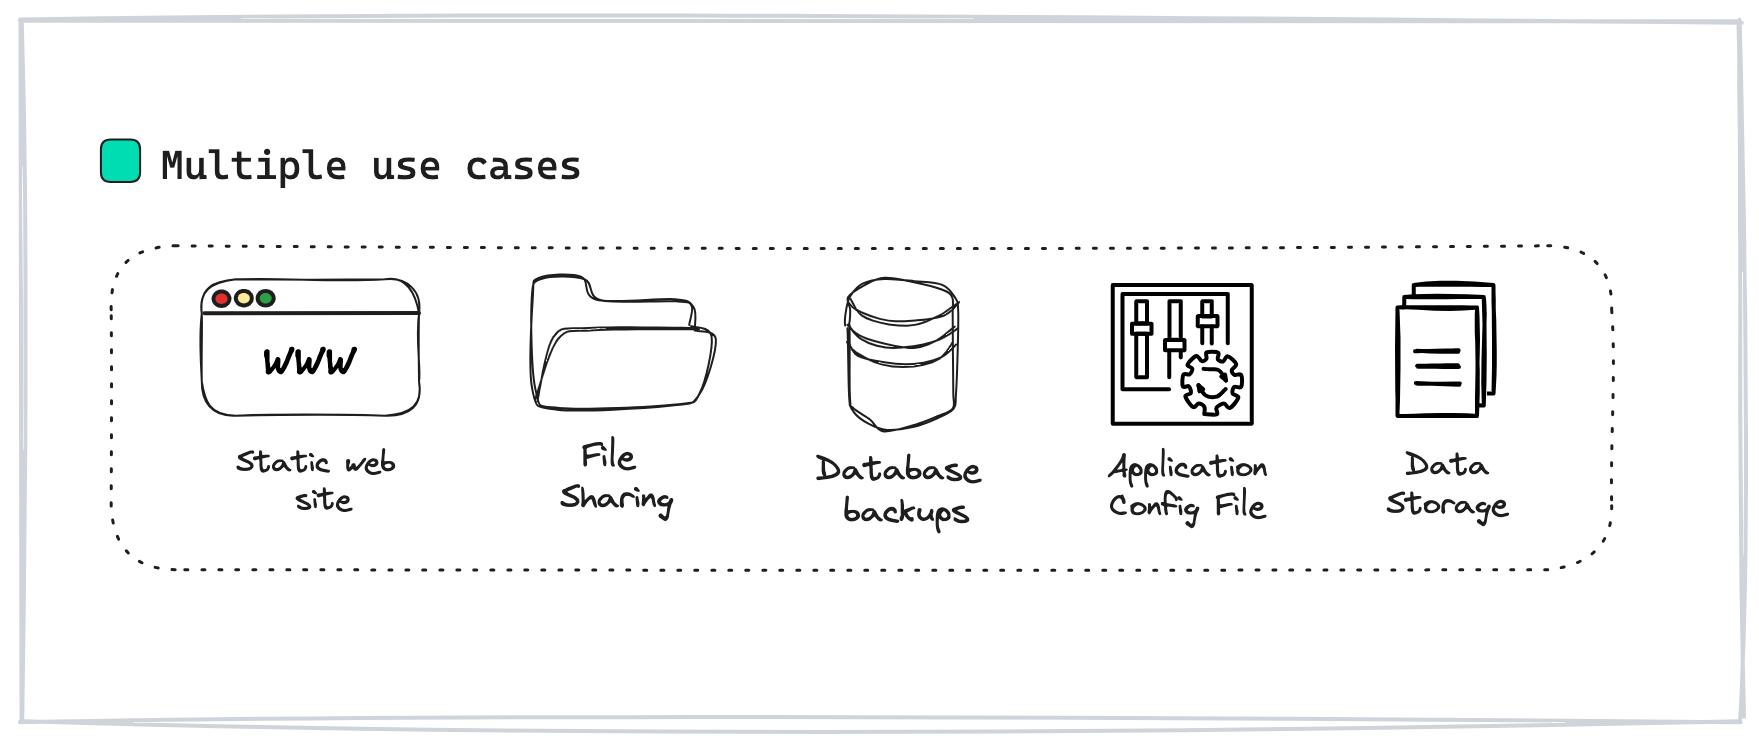 Multiple use cases
www
Static web
site
File
Sharing
Database
backups
Application
Config File
Data
Storage